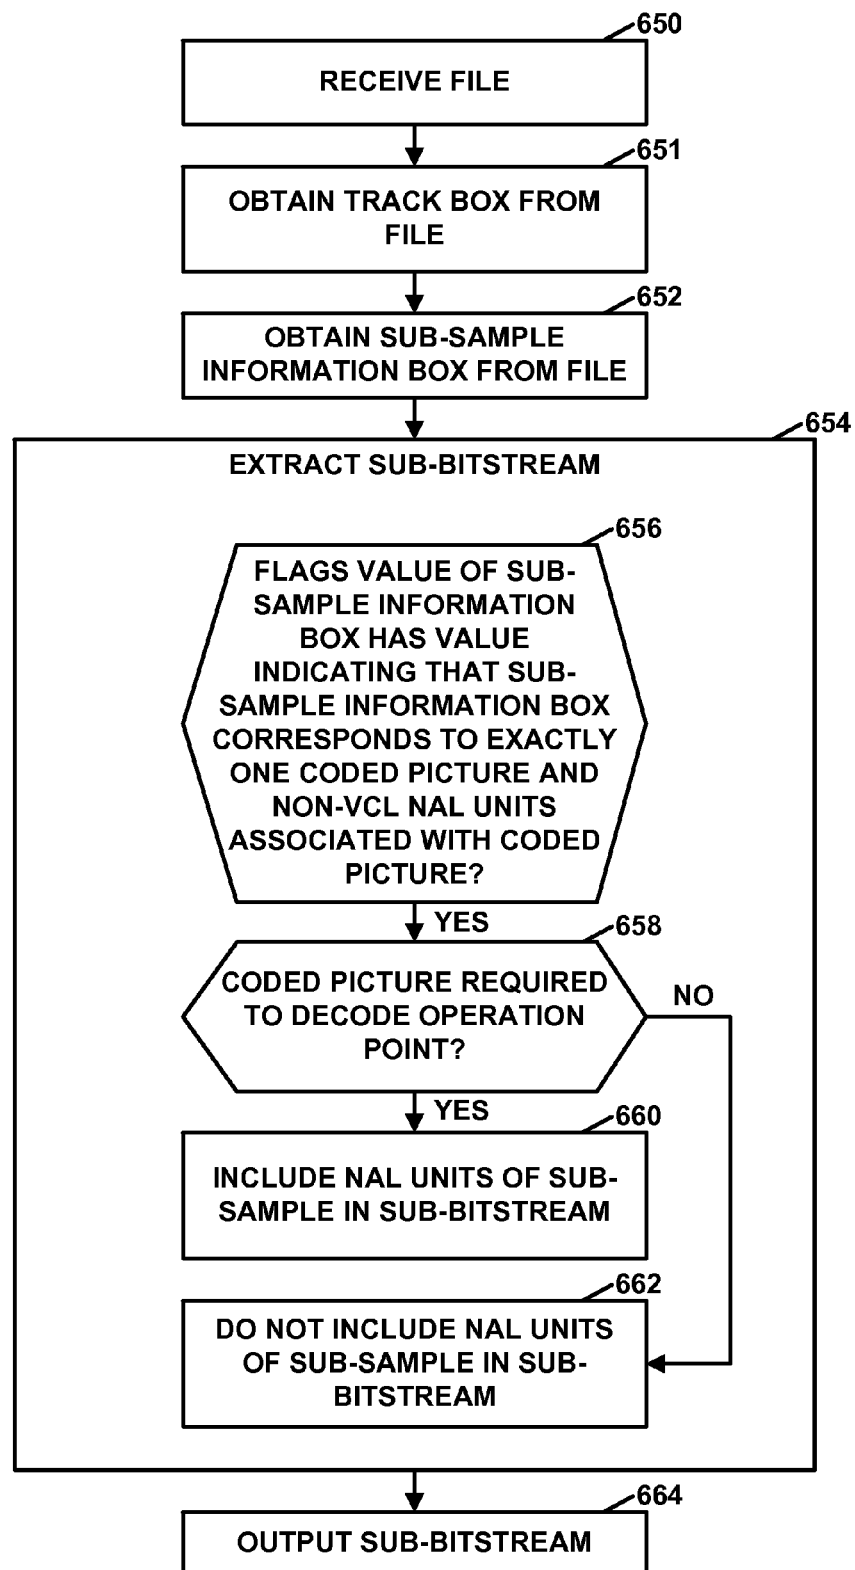 650
RECEIVE FILE
651
OBTAIN TRACK BOX FROM
FILE
652
OBTAIN SUB-SAMPLE
INFORMATION BOX FROM FILE
654
EXTRACT SUB-BITSTREAM
656
FLAGS VALUE OF SUB-
SAMPLE INFORMATION
BOX HAS VALUE
INDICATING THAT SUB-
SAMPLE INFORMATION BOX
CORRESPONDS TO EXACTLY
ONE CODED PICTURE AND
NON-VCL NAL UNITS
ASSOCIATED WITH CODED
PICTURE?
YES
658
CODED PICTURE REQUIRED
TO DECODE OPERATION
POINT?
NO
YES
660
INCLUDE NAL UNITS OF SUB-
SAMPLE IN SUB-BITSTREAM
662
DO NOT INCLUDE NAL UNITS
OF SUB-SAMPLE IN SUB-
BITSTREAM
664
OUTPUT SUB-BITSTREAM